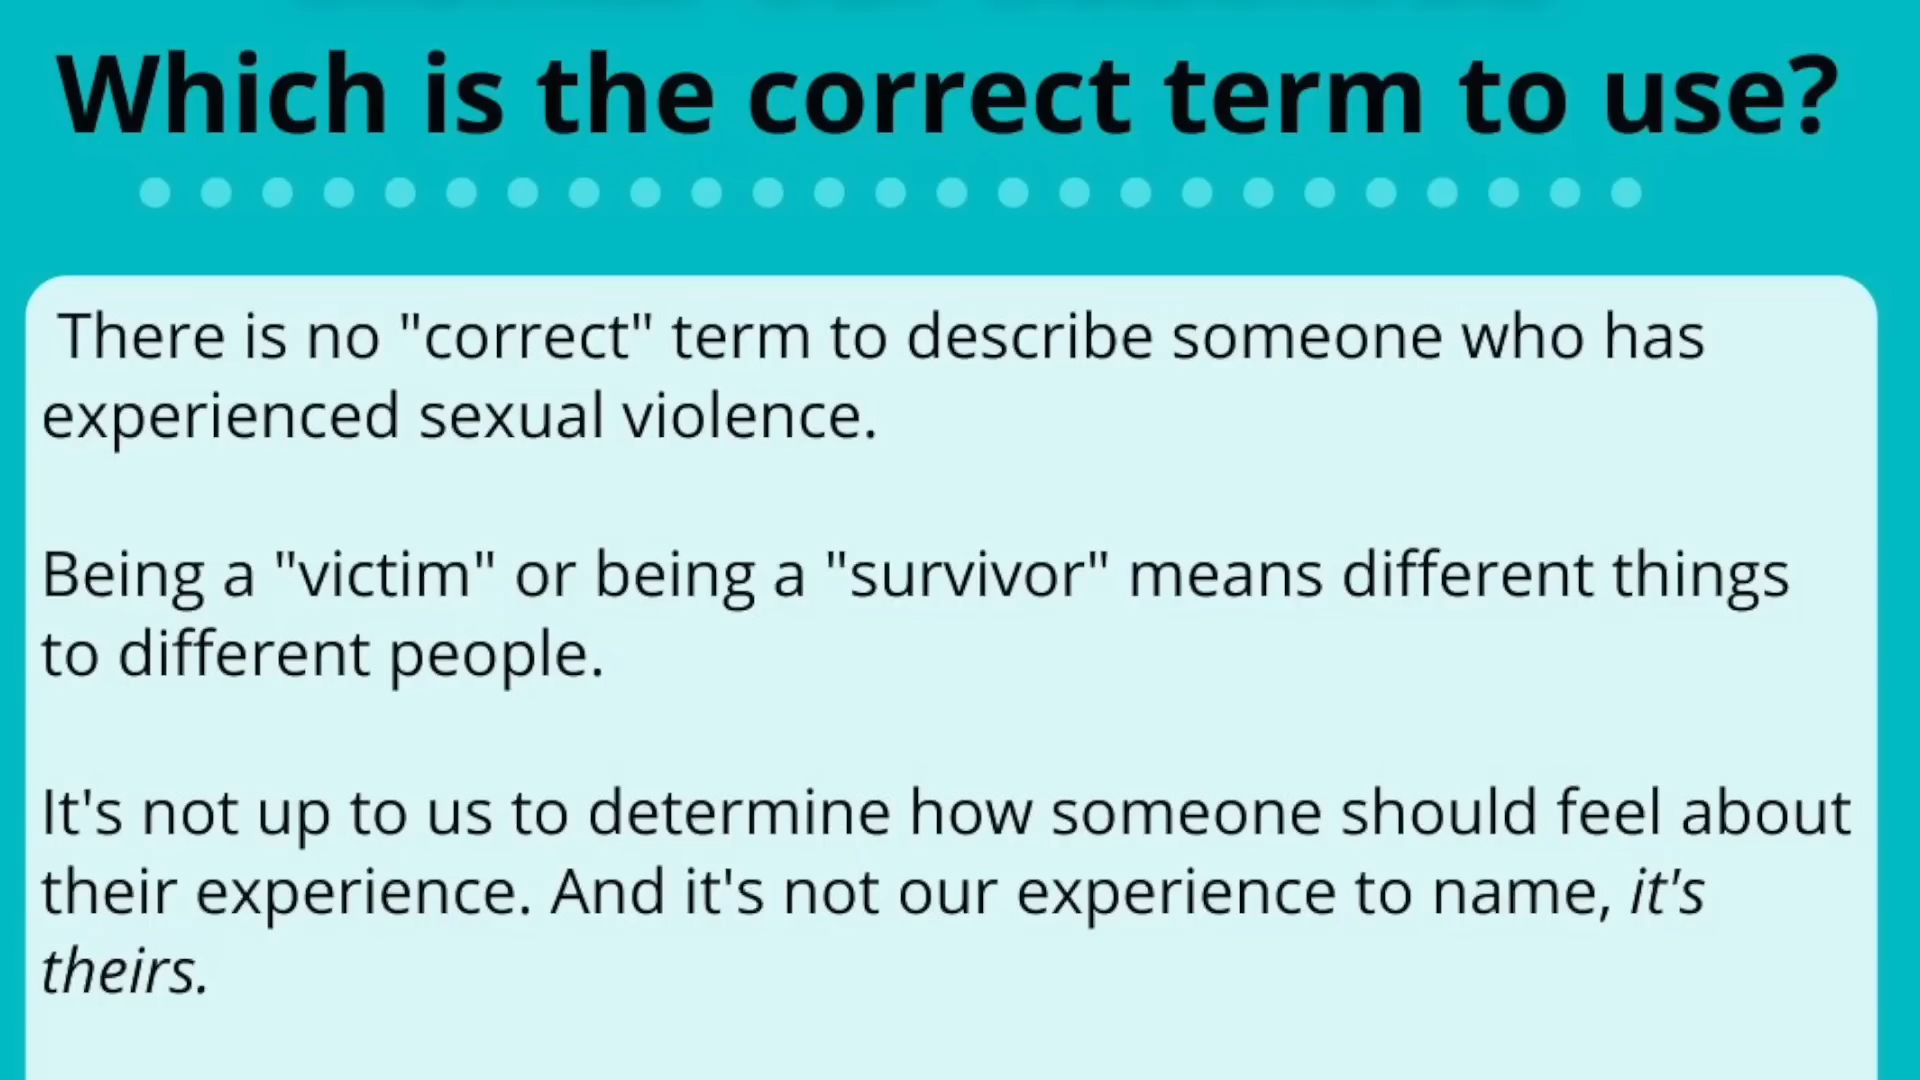 Which is the correct term to use?
There is no "correct" term to describe someone who has
experienced sexual violence.
Being a "victim" or being a "survivor" means different things
to different people.
It's not up to us to determine how someone should feel about
their experience. And it's not our experience to name, it's
theirs.